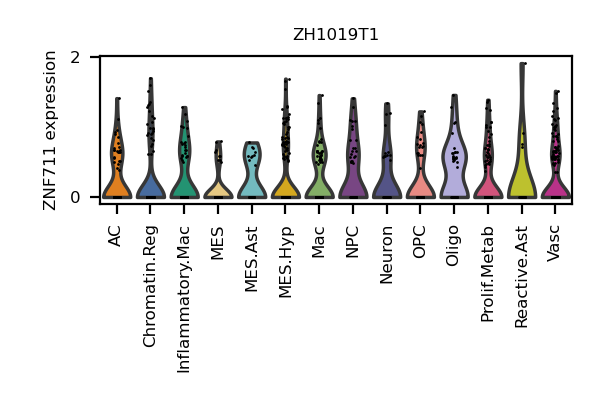 ZH1019T1
ZNF711 expression
2
0
AC
Chromatin.Reg
Inflammatory.Mac
MES
MES.Ast
MES.Hyp
Mac
NPC
Neuron
OPC
Oligo
Prolif.Metab
Reactive.Ast
Vasc